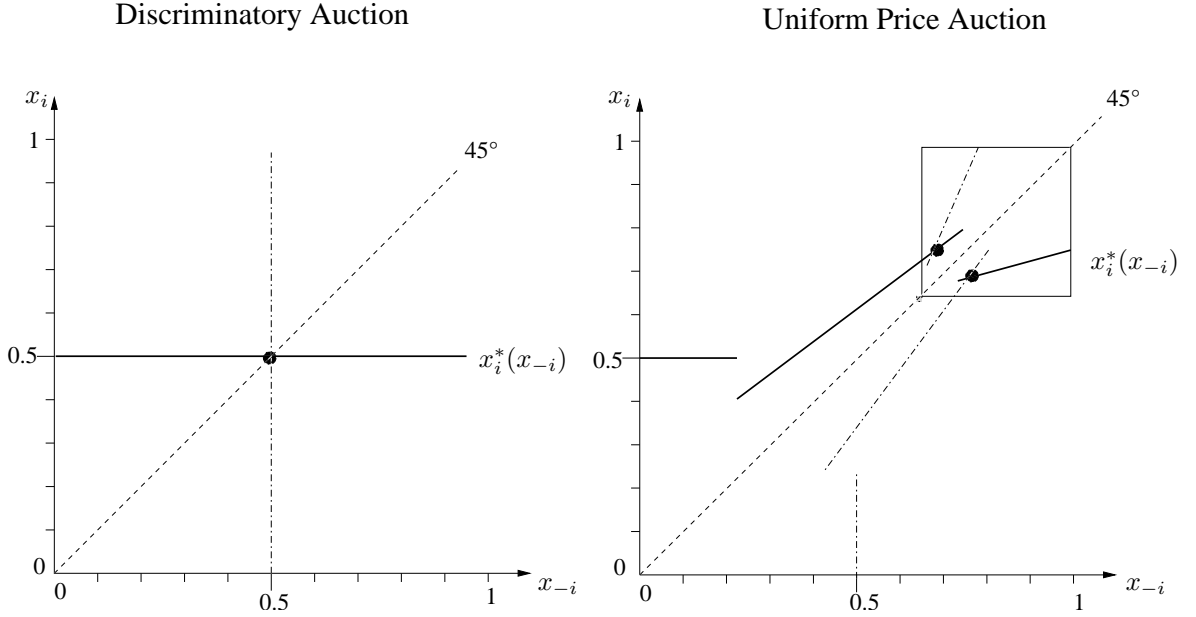 Discriminatory Auction
x_i
1
45°
0.5
x_i^*(x_{-i})
0
0
0.5
1
x_{-i}
Uniform Price Auction
x_i
1
45°
x_i^*(x_{-i})
0.5
0
0
0.5
1
x_{-i}